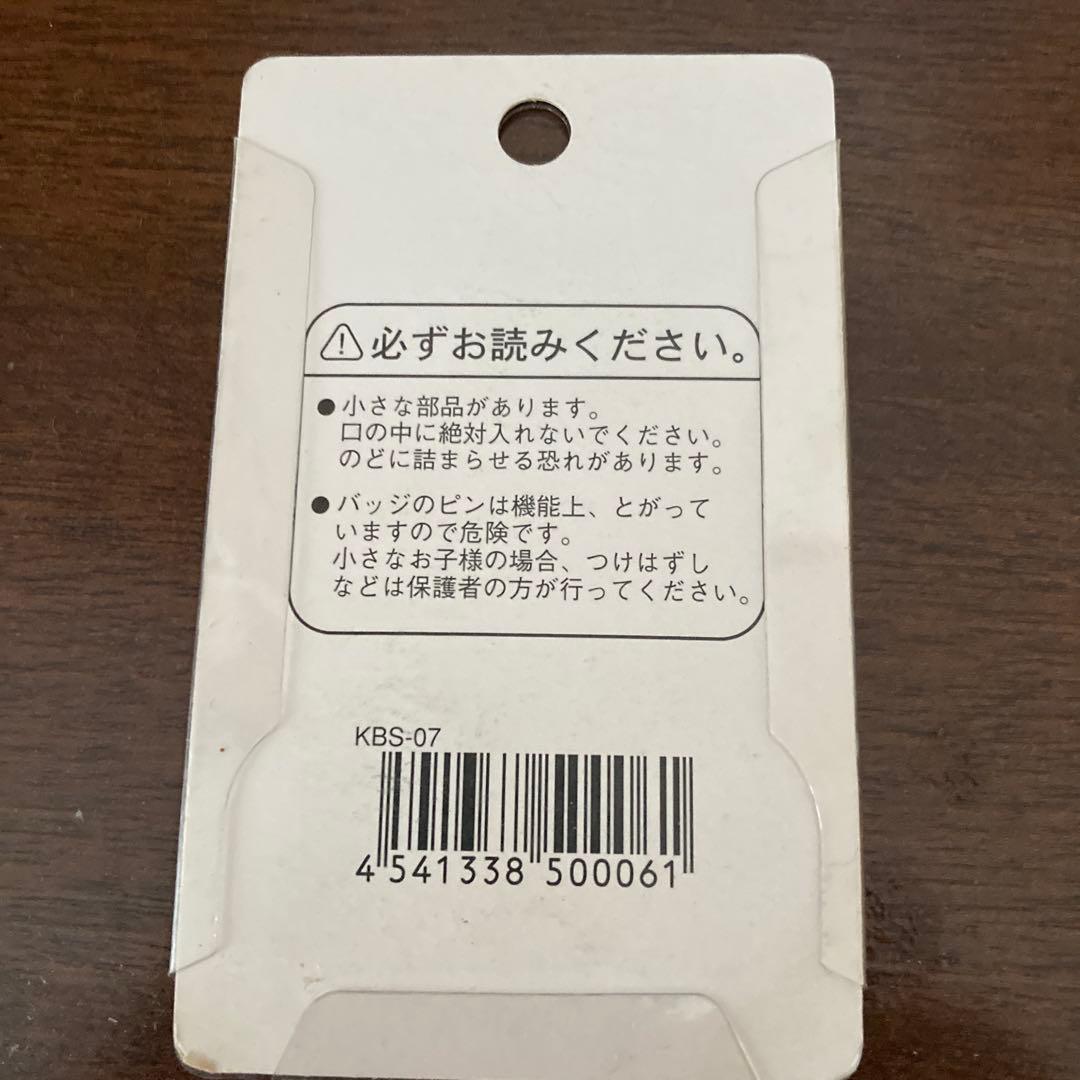 ⚠必ずお読みください。
●小さな部品があります。
口の中に絶対入れないでください。
のどに詰まらせる恐れがあります。
●バッジのピンは機能上、とがって
いますので危険です。
小さなお子様の場合、つけはずし
などは保護者の方が行ってください。
KBS-07
4 541338 500061